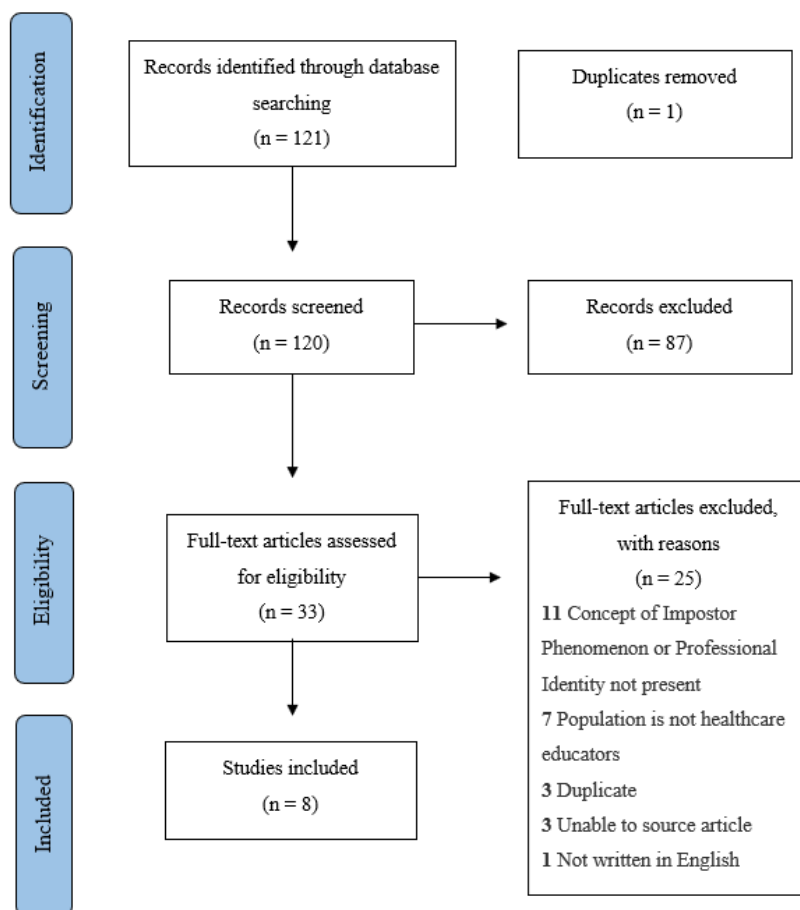 Identification
Records identified through database
searching
(n = 121)
Duplicates removed
(n = 1)
Screening
Records screened
(n = 120)
Records excluded
(n = 87)
Eligibility
Full-text articles assessed
for eligibility
(n = 33)
Full-text articles excluded,
with reasons
(n = 25)
11 Concept of Impostor
Phenomenon or Professional
Identity not present
7 Population is not healthcare
educators
3 Duplicate
3 Unable to source article
1 Not written in English
Included
Studies included
(n = 8)